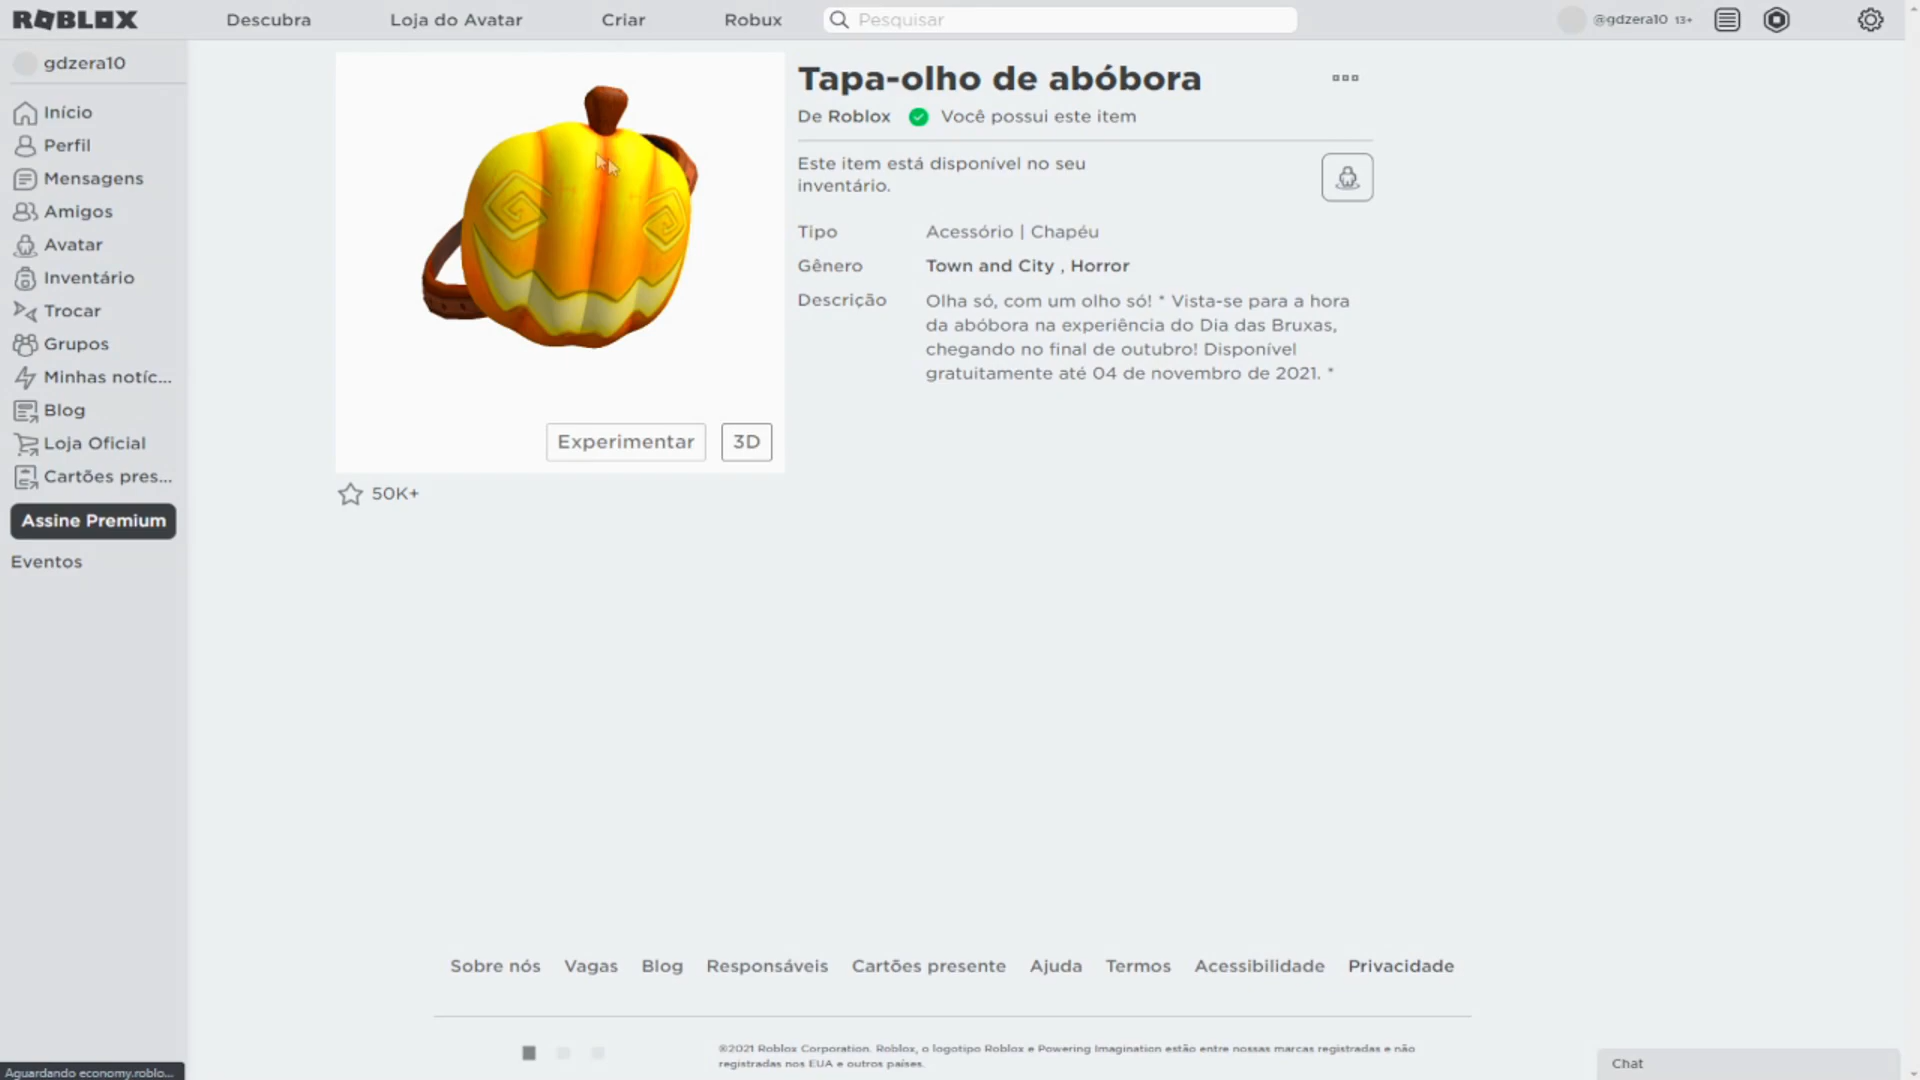 ROBLOX
Descubra
Loja do Avatar
Criar
Robux
Pesquisar
@gdzera10 13+
gdzera10
Início
Perfil
Mensagens
Amigos
Avatar
Inventário
Trocar
Grupos
Minhas notíc...
Blog
Loja Oficial
Cartões pres...
Assine Premium
Eventos
Tapa-olho de abóbora
De Roblox Você possui este item
Este item está disponível no seu
inventário.
Tipo Acessório | Chapéu
Gênero Town and City , Horror
Descrição Olha só, com um olho só! * Vista-se para a hora
da abóbora na experiência do Dia das Bruxas,
chegando no final de outubro! Disponível
gratuitamente até 04 de novembro de 2021. *
Experimentar
3D
50K+
Sobre nós Vagas Blog Responsáveis Cartões presente Ajuda Termos Acessibilidade Privacidade
©2021 Roblox Corporation. Roblox, o logotipo Roblox e Powering Imagination estão entre nossas marcas registradas e não
registradas nos EUA e outros países.
Chat
Aguardando economy.roblo...